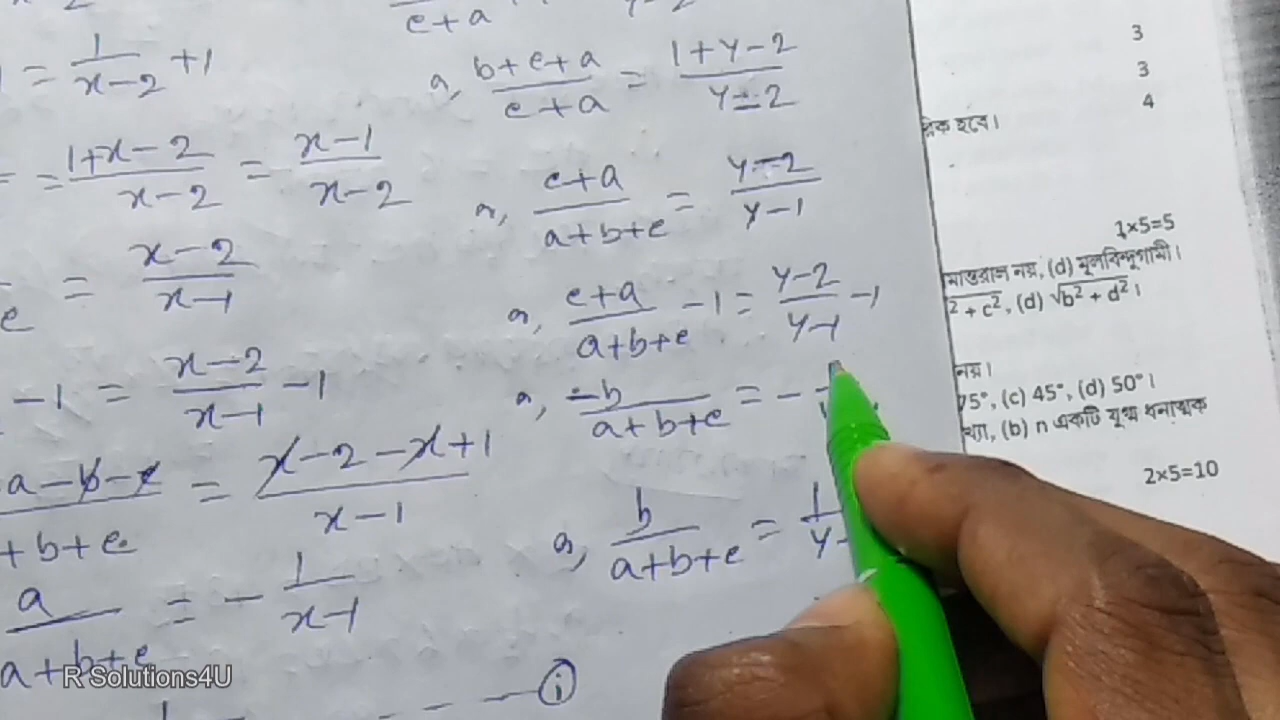 = 1/(x-2) + 1
= (1+x-2)/(x-2) = (x-1)/(x-2)
e = (x-2)/(x-1)
-1 = (x-2)/(x-1) - 1
a-b-e/+b+e = (x-2-x+1)/(x-1)
a/(a+b+e) = - 1/(x-1)
------ (i)
e+a
a, (b+e+a)/(e+a) = (1+y-2)/(y-2)
a, (e+a)/(a+b+e) = (y-2)/(y-1)
a, (e+a)/(a+b+e) - 1 = (y-2)/(y-1) - 1
a, -b/(a+b+e) = -
a, b/(a+b+e) = 1/y-
3
3
4
হবে।
1×5=5
নয়, (d) মূলবিন্দুগামী।
2 + c², (d) √b² + d²।
নয়।
75°, (c) 45°, (d) 50°।
(b) n একটি যুগ্ম ধনাত্মক
2×5=10
R Solutions4U